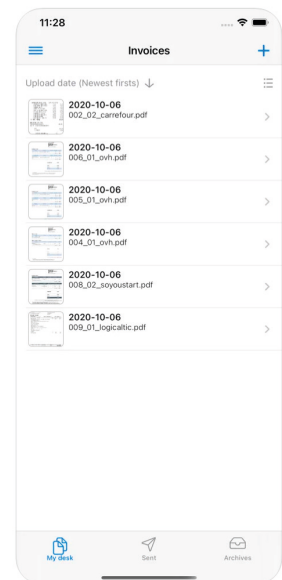 11:28
Invoices
Upload date (Newest firsts)
2020-10-06
002_02_carrefour.pdf
2020-10-06
006_01_ovh.pdf
2020-10-06
005_01_ovh.pdf
2020-10-06
004_01_ovh.pdf
2020-10-06
008_02_soyoustart.pdf
2020-10-06
009_01_logicaltic.pdf
My desk
Sent
Archives